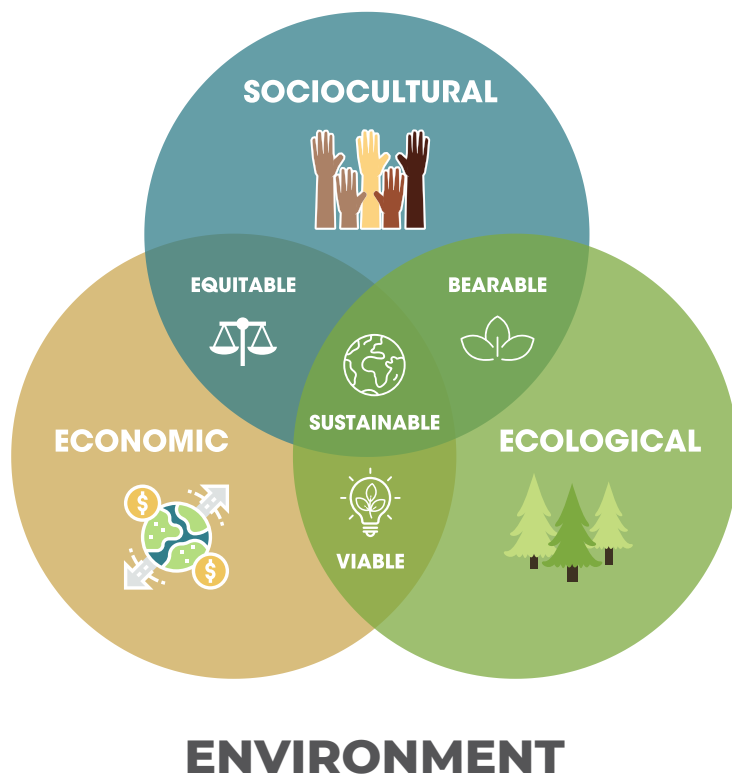 SOCIOCULTURAL
EQUITABLE
BEARABLE
SUSTAINABLE
ECONOMIC
ECOLOGICAL
$
$
VIABLE
ENVIRONMENT